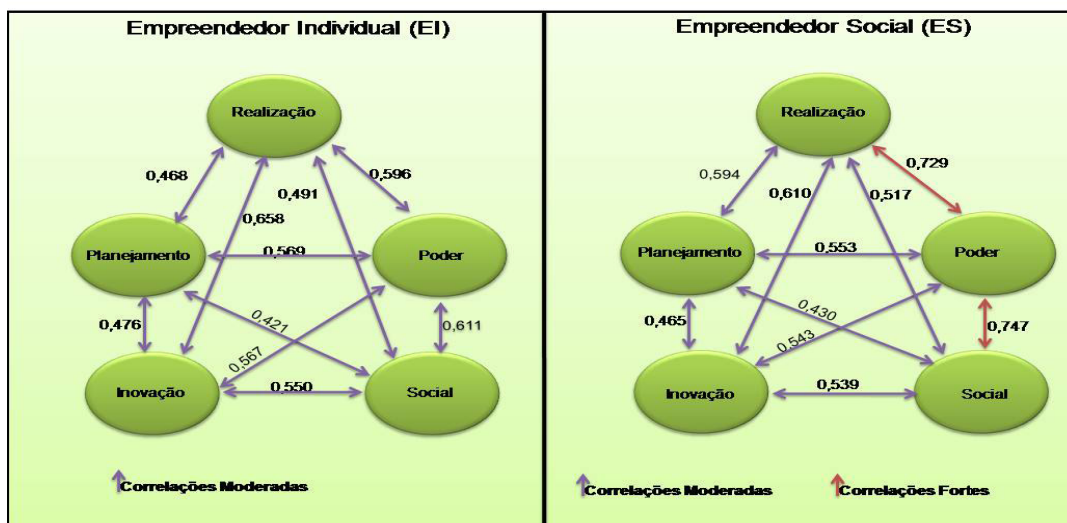 Empreendedor Individual (EI)
Realização
0,468
0,596
0,491
0,658
Planejamento
0,569
Poder
0,476
0,421
0,611
0,567
Inovação
0,550
Social
Correlações Moderadas
Empreendedor Social (ES)
Realização
0,594
0,729
0,610
0,517
Planejamento
0,553
Poder
0,465
0,430
0,747
0,543
Inovação
0,539
Social
Correlações Moderadas
Correlações Fortes